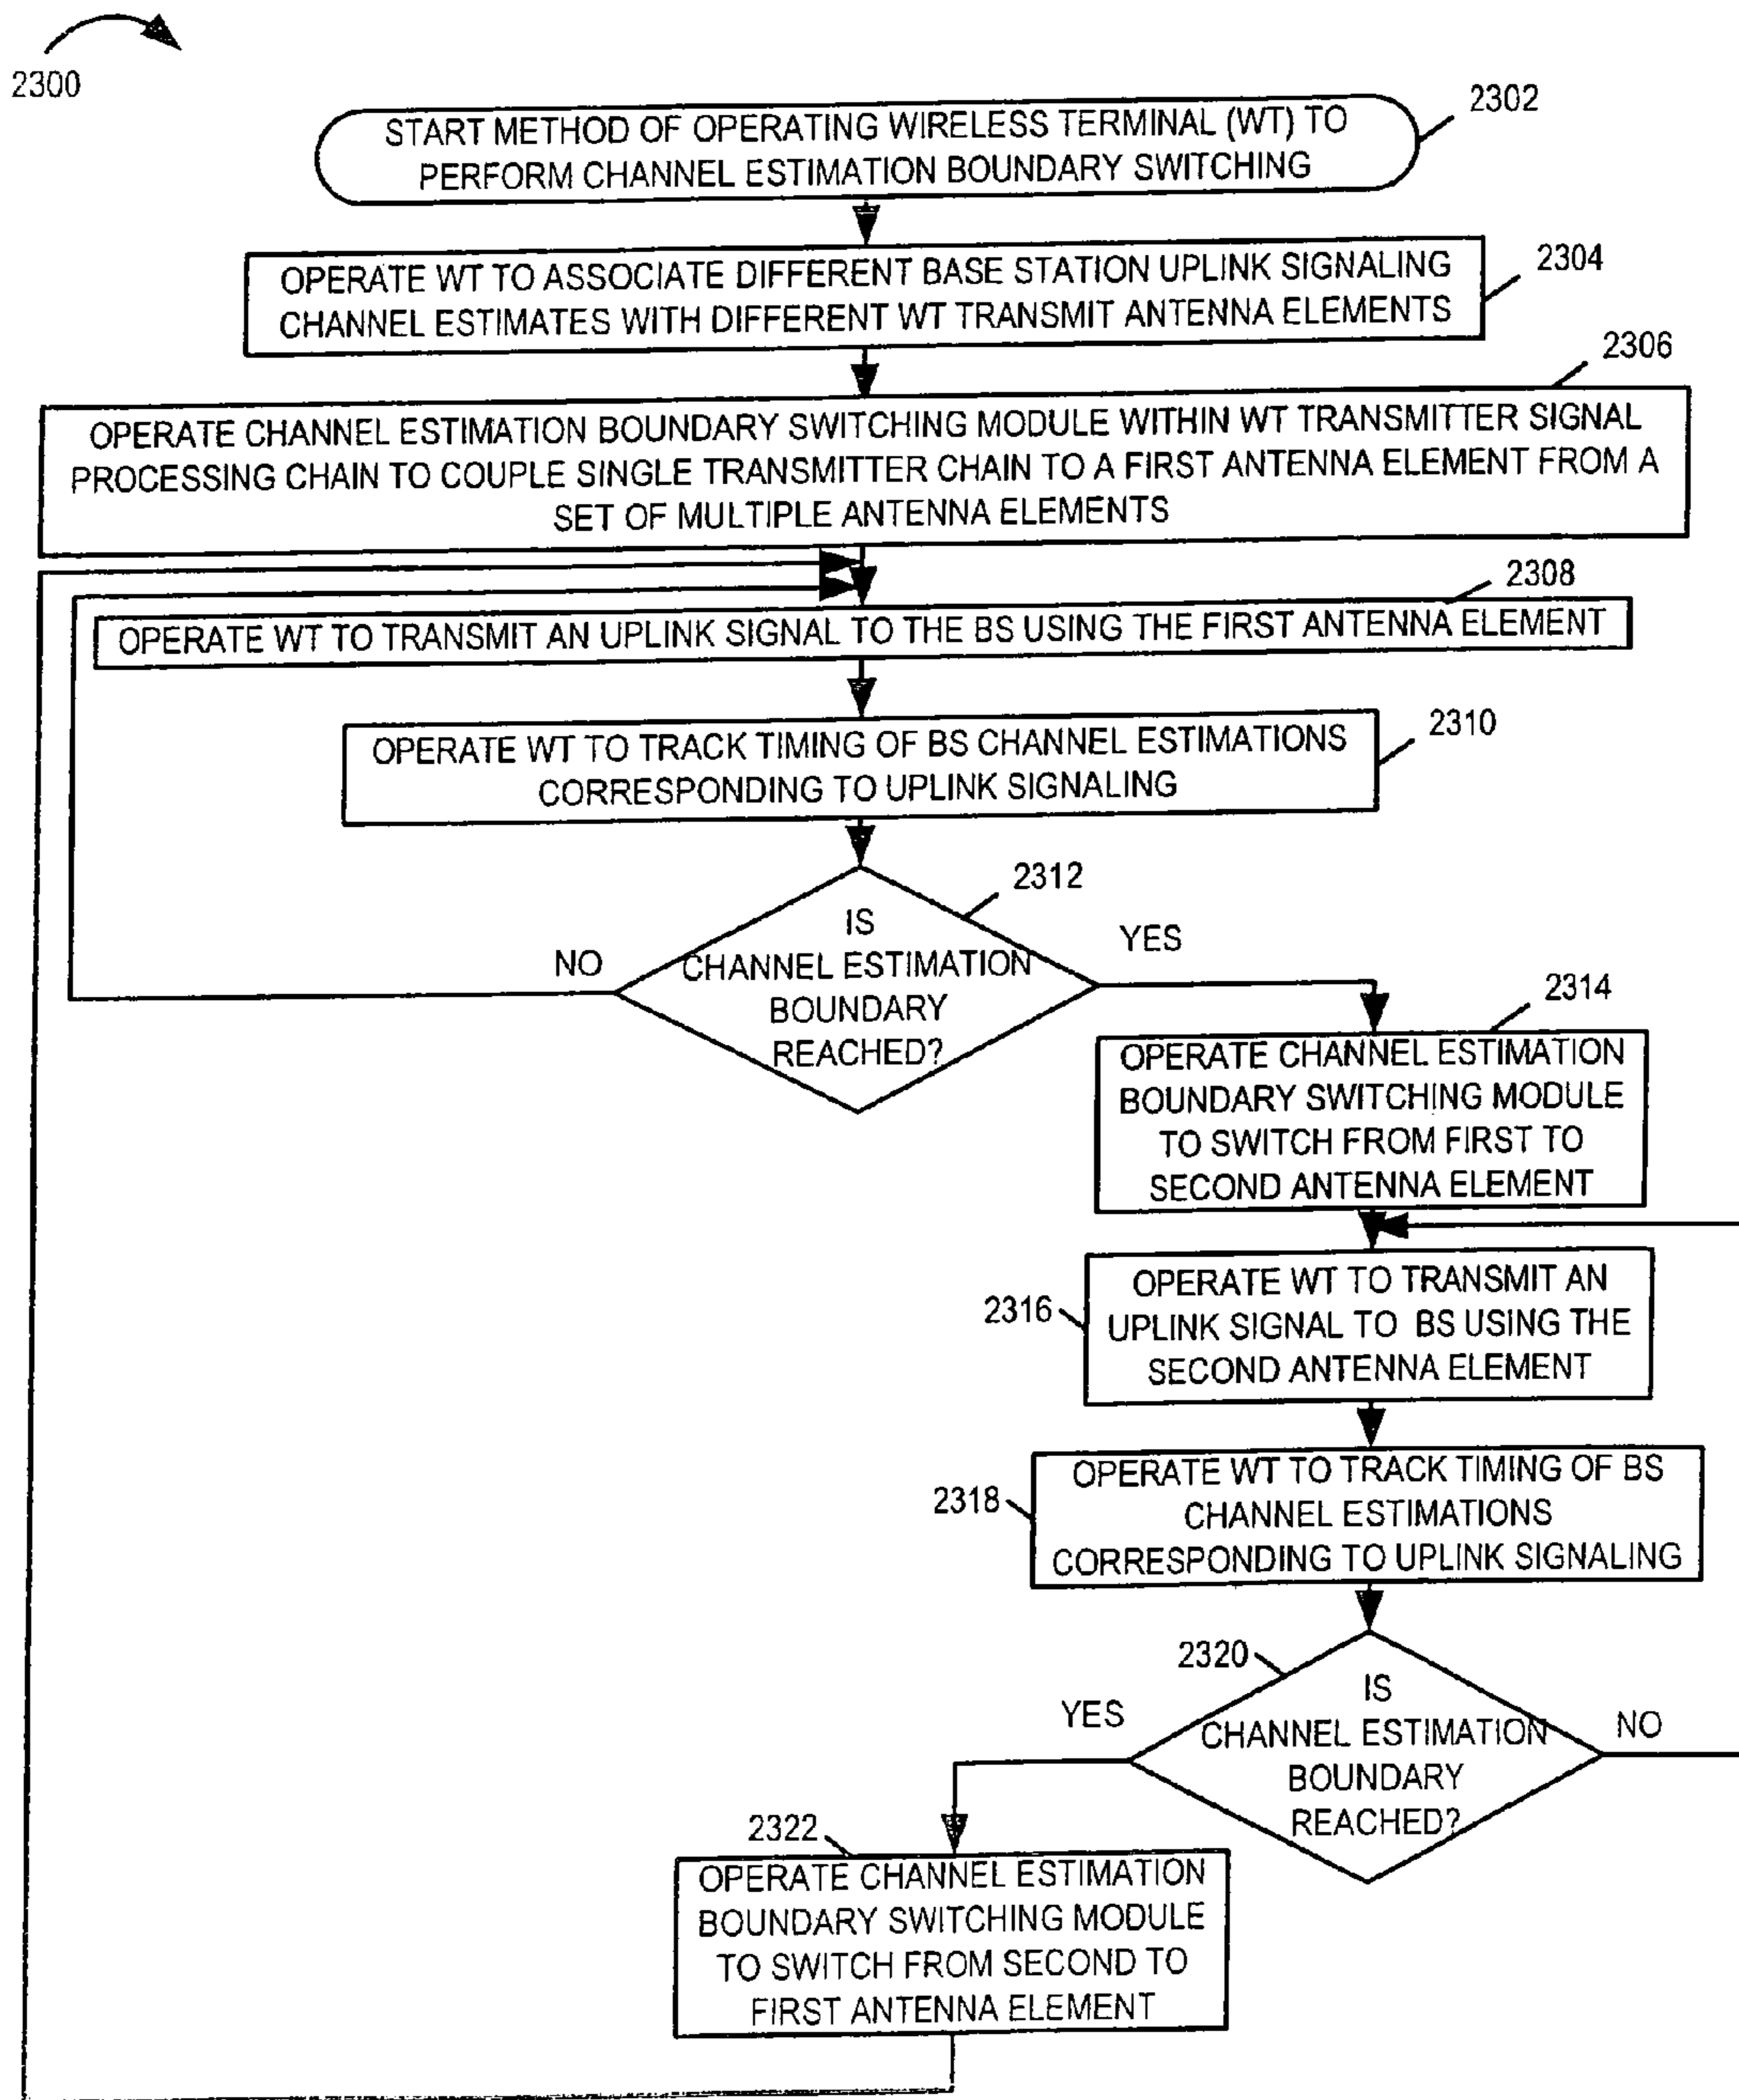 2300
2302
START METHOD OF OPERATING WIRELESS TERMINAL (WT) TO
PERFORM CHANNEL ESTIMATION BOUNDARY SWITCHING
2304
OPERATE WT TO ASSOCIATE DIFFERENT BASE STATION UPLINK SIGNALING
CHANNEL ESTIMATES WITH DIFFERENT WT TRANSMIT ANTENNA ELEMENTS
2306
OPERATE CHANNEL ESTIMATION BOUNDARY SWITCHING MODULE WITHIN WT TRANSMITTER SIGNAL
PROCESSING CHAIN TO COUPLE SINGLE TRANSMITTER CHAIN TO A FIRST ANTENNA ELEMENT FROM A
SET OF MULTIPLE ANTENNA ELEMENTS
2308
OPERATE WT TO TRANSMIT AN UPLINK SIGNAL TO THE BS USING THE FIRST ANTENNA ELEMENT
2310
OPERATE WT TO TRACK TIMING OF BS CHANNEL ESTIMATIONS
CORRESPONDING TO UPLINK SIGNALING
2312
IS
CHANNEL ESTIMATION
BOUNDARY
REACHED?
NO
YES
2314
OPERATE CHANNEL ESTIMATION
BOUNDARY SWITCHING MODULE
TO SWITCH FROM FIRST TO
SECOND ANTENNA ELEMENT
2316
OPERATE WT TO TRANSMIT AN
UPLINK SIGNAL TO BS USING THE
SECOND ANTENNA ELEMENT
2318
OPERATE WT TO TRACK TIMING OF BS
CHANNEL ESTIMATIONS
CORRESPONDING TO UPLINK SIGNALING
2320
IS
CHANNEL ESTIMATION
BOUNDARY
REACHED?
YES
NO
2322
OPERATE CHANNEL ESTIMATION
BOUNDARY SWITCHING MODULE
TO SWITCH FROM SECOND TO
FIRST ANTENNA ELEMENT